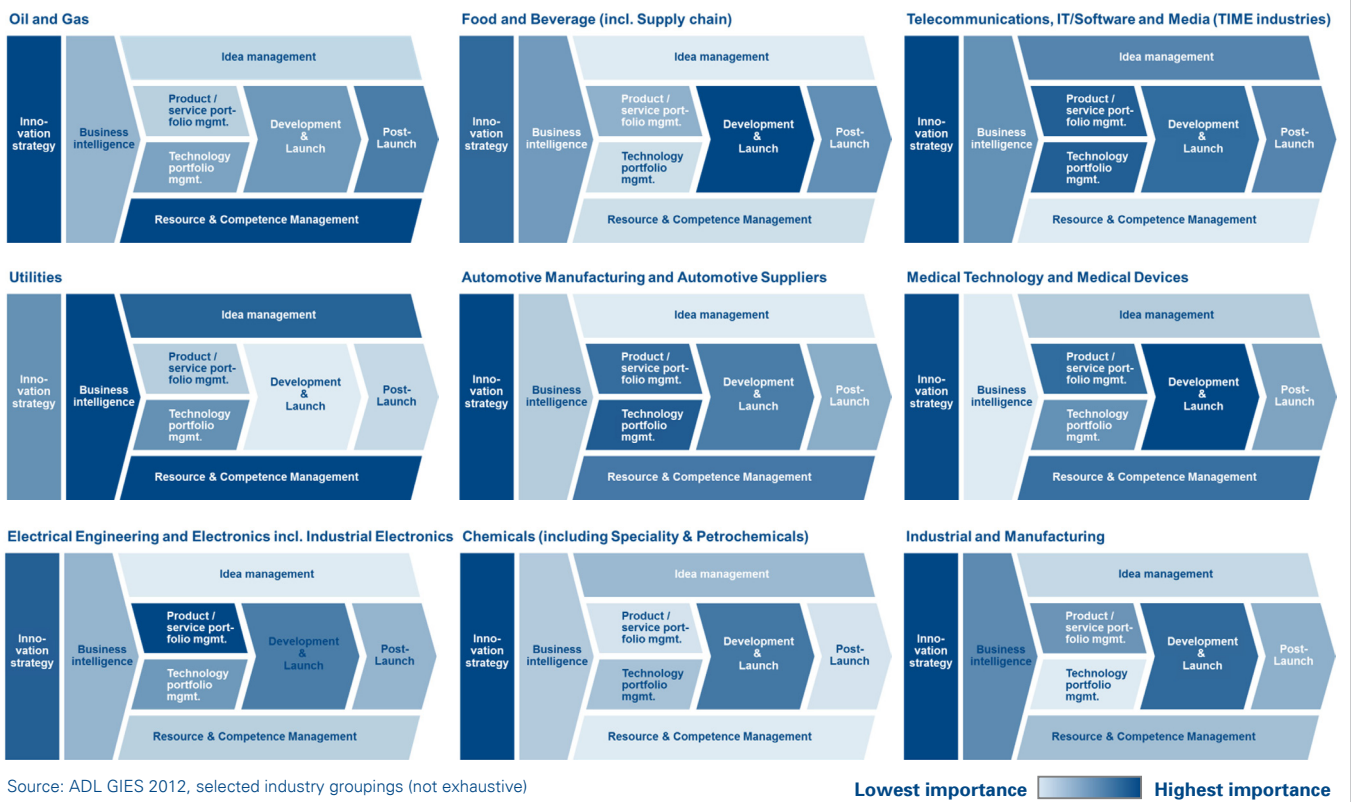 Oil and Gas
Idea management
Inno-
vation
strategy
Business
intelligence
Product /
service port-
folio mgmt.
Technology
portfolio
mgmt.
Development
&
Launch
Post-
Launch
Resource & Competence Management
Food and Beverage (incl. Supply chain)
Idea management
Inno-
vation
strategy
Business
intelligence
Product /
service port-
folio mgmt.
Technology
portfolio
mgmt.
Development
&
Launch
Post-
Launch
Resource & Competence Management
Telecommunications, IT/Software and Media (TIME industries)
Idea management
Inno-
vation
strategy
Business
intelligence
Product /
service port-
folio mgmt.
Technology
portfolio
mgmt.
Development
&
Launch
Post-
Launch
Resource & Competence Management
Utilities
Idea management
Inno-
vation
strategy
Business
intelligence
Product /
service port-
folio mgmt.
Technology
portfolio
mgmt.
Development
&
Launch
Post-
Launch
Resource & Competence Management
Automotive Manufacturing and Automotive Suppliers
Idea management
Inno-
vation
strategy
Business
intelligence
Product /
service port-
folio mgmt.
Technology
portfolio
mgmt.
Development
&
Launch
Post-
Launch
Resource & Competence Management
Medical Technology and Medical Devices
Idea management
Inno-
vation
strategy
Business
intelligence
Product /
service port-
folio mgmt.
Technology
portfolio
mgmt.
Development
&
Launch
Post-
Launch
Resource & Competence Management
Electrical Engineering and Electronics incl. Industrial Electronics
Idea management
Inno-
vation
strategy
Business
intelligence
Product /
service port-
folio mgmt.
Technology
portfolio
mgmt.
Development
&
Launch
Post-
Launch
Resource & Competence Management
Chemicals (including Speciality & Petrochemicals)
Idea management
Inno-
vation
strategy
Business
intelligence
Product /
service port-
folio mgmt.
Technology
portfolio
mgmt.
Development
&
Launch
Post-
Launch
Resource & Competence Management
Industrial and Manufacturing
Idea management
Inno-
vation
strategy
Business
intelligence
Product /
service port-
folio mgmt.
Technology
portfolio
mgmt.
Development
&
Launch
Post-
Launch
Resource & Competence Management
Source: ADL GIES 2012, selected industry groupings (not exhaustive)
Lowest importance
Highest importance